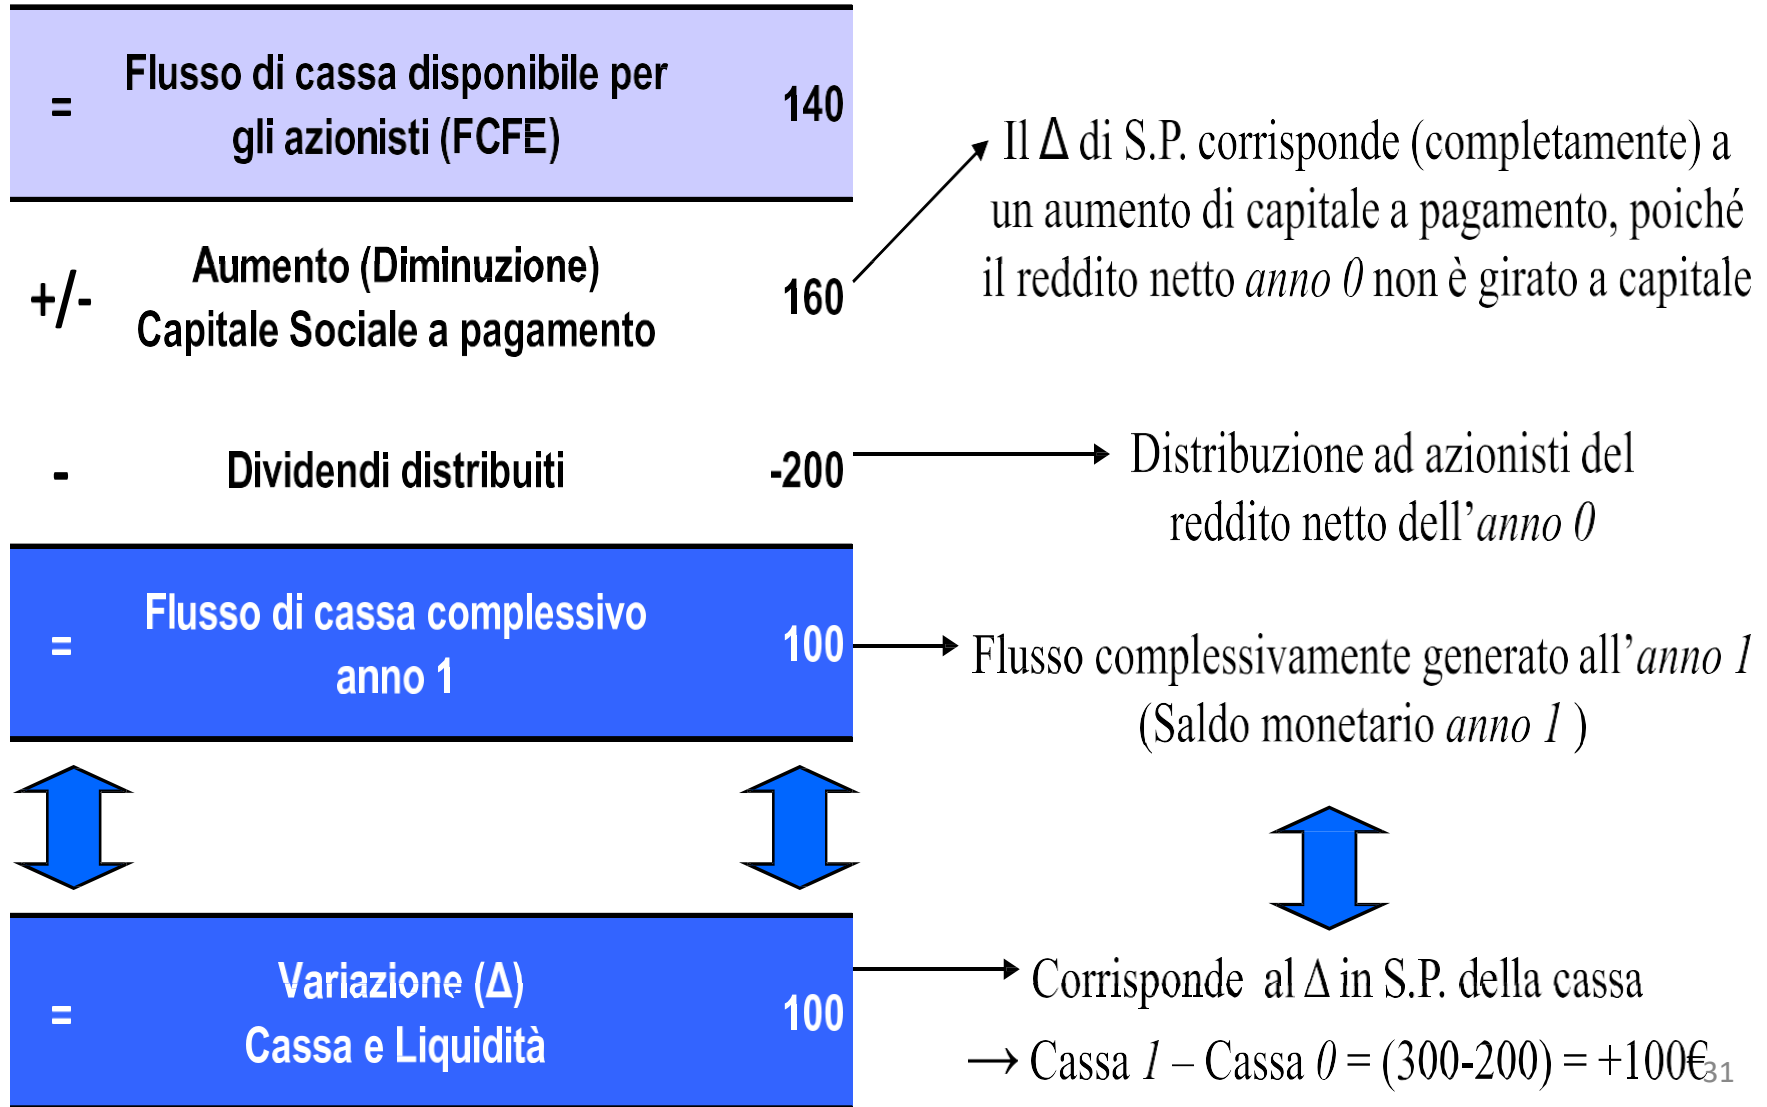 = Flusso di cassa disponibile per
gli azionisti (FCFE) 140
+/- Aumento (Diminuzione)
Capitale Sociale a pagamento 160
Il Δ di S.P. corrisponde (completamente) a
un aumento di capitale a pagamento, poiché
il reddito netto anno 0 non è girato a capitale
- Dividendi distribuiti -200
Distribuzione ad azionisti del
reddito netto dell’anno 0
= Flusso di cassa complessivo
anno 1 100
Flusso complessivamente generato all’anno 1
(Saldo monetario anno 1 )
= Variazione (Δ)
Cassa e Liquidità 100
Corrisponde al Δ in S.P. della cassa
→ Cassa 1 – Cassa 0 = (300-200) = +100€
31